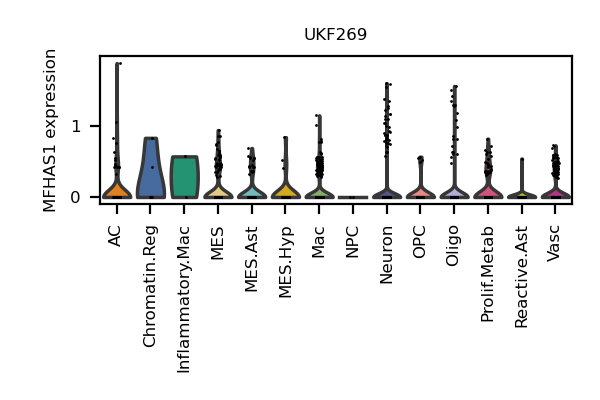 UKF269
MFHAS1 expression
1
0
AC
Chromatin.Reg
Inflammatory.Mac
MES
MES.Ast
MES.Hyp
Mac
NPC
Neuron
OPC
Oligo
Prolif.Metab
Reactive.Ast
Vasc